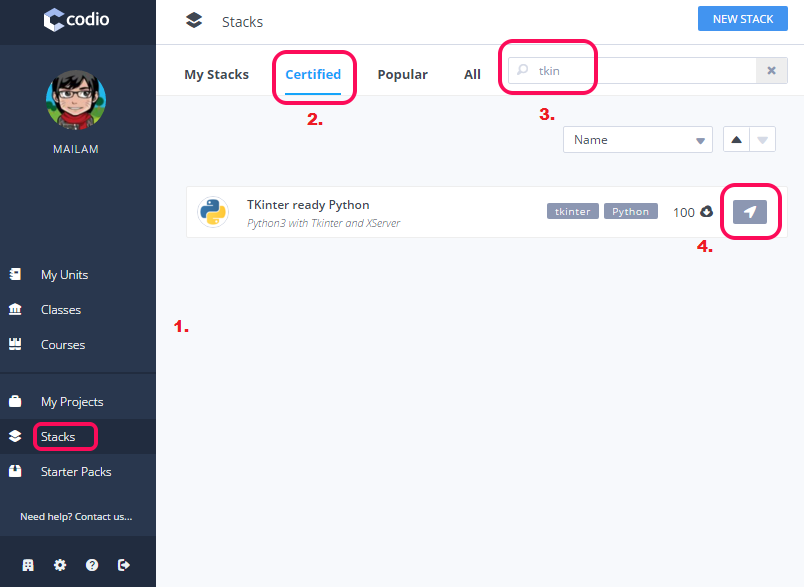 codio
MAILAM
My Units
Classes
Courses
My Projects
Stacks
Starter Packs
Need help? Contact us...
Stacks
NEW STACK
My Stacks
Certified
Popular
All
tkin
2.
3.
Name
TKinter ready Python
Python3 with Tkinter and XServer
tkinter
Python
100
4.
1.